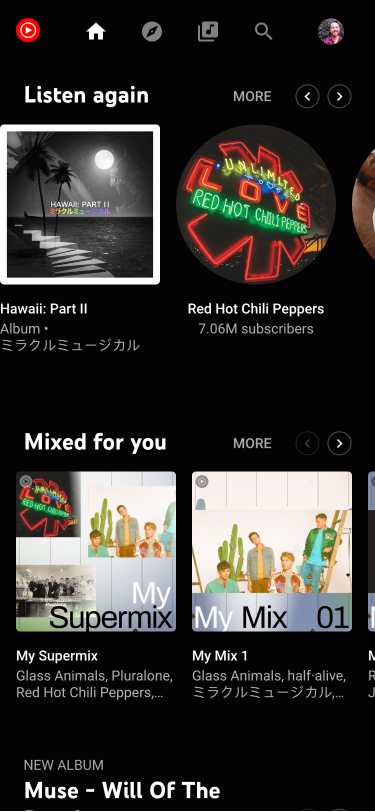 Listen again
MORE
HAWAII: PART II
ミラクルミュージカル
UNLIMITED
LOVE
RED HOT CHILI PEPPERS
Hawaii: Part II
Album •
ミラクルミュージカル
Red Hot Chili Peppers
7.06M subscribers
Mixed for you
MORE
UNLIMITED
LOVE
RED HOT CHILI PEPPERS
My
Supermix
My Mix 01
My Supermix
Glass Animals, Pluralone,
Red Hot Chili Peppers,...
My Mix 1
Glass Animals, half·alive,
ミラクルミュージカル,...
NEW ALBUM
Muse - Will Of The